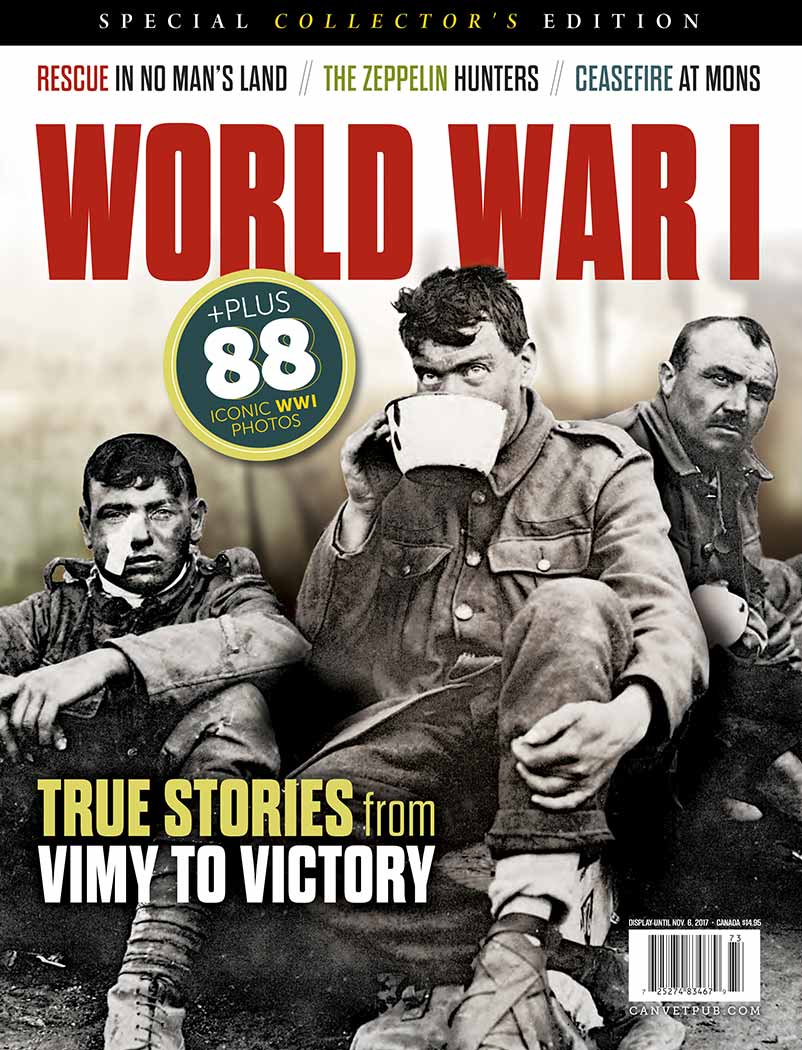 SPECIAL COLLECTOR'S EDITION
RESCUE IN NO MAN'S LAND // THE ZEPPELIN HUNTERS // CEASEFIRE AT MONS
WORLD WAR I
+PLUS
88
ICONIC WWI
PHOTOS
TRUE STORIES from
VIMY TO VICTORY
DISPLAY UNTIL NOV. 6, 2017 · CANADA $14.95
73
7 25274 83467 9
CANVETPUB.COM